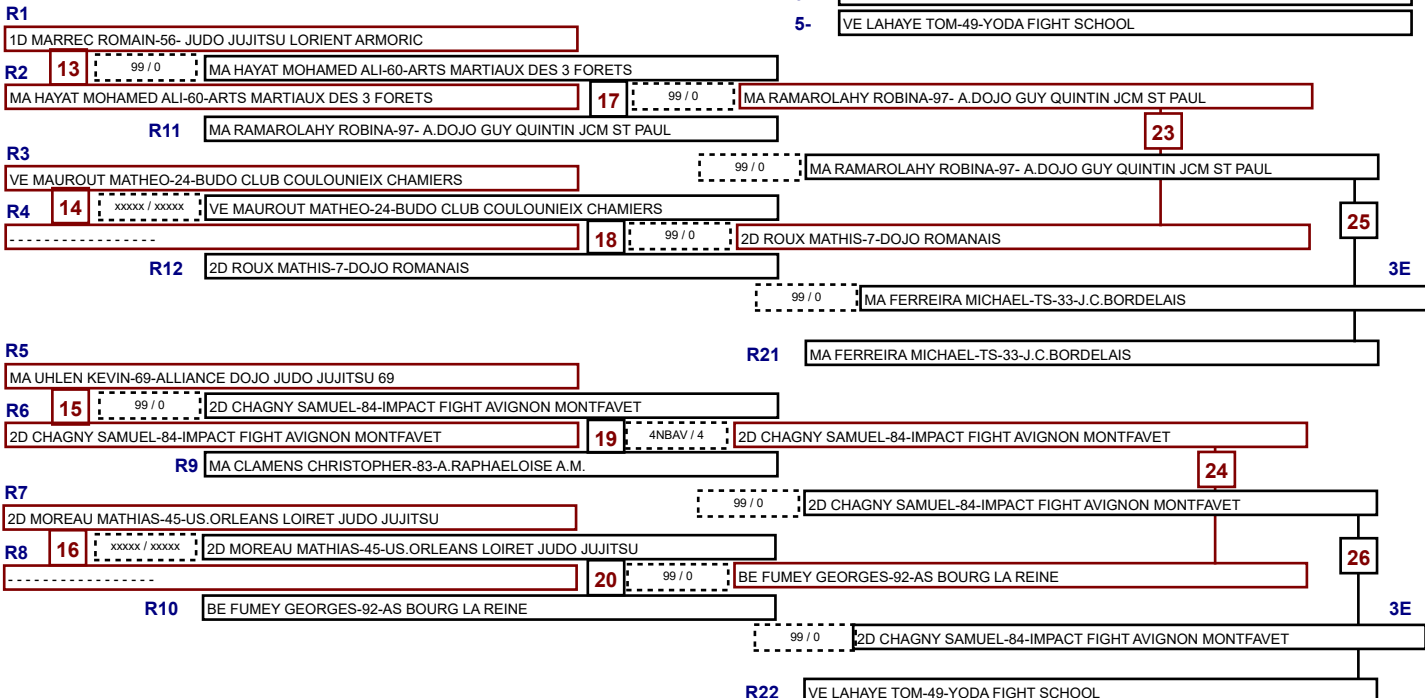 5- VE LAHAYE TOM-49-YODA FIGHT SCHOOL
R1
1D MARREC ROMAIN-56- JUDO JUJITSU LORIENT ARMORIC
R2 13 99 / 0 MA HAYAT MOHAMED ALI-60-ARTS MARTIAUX DES 3 FORETS
MA HAYAT MOHAMED ALI-60-ARTS MARTIAUX DES 3 FORETS 17 99 / 0 MA RAMAROLAHY ROBINA-97- A.DOJO GUY QUINTIN JCM ST PAUL
R11 MA RAMAROLAHY ROBINA-97- A.DOJO GUY QUINTIN JCM ST PAUL 23
R3
99 / 0 MA RAMAROLAHY ROBINA-97- A.DOJO GUY QUINTIN JCM ST PAUL
VE MAUROUT MATHEO-24-BUDO CLUB COULOUNIEIX CHAMIERS
R4 14 xxxxx / xxxxx VE MAUROUT MATHEO-24-BUDO CLUB COULOUNIEIX CHAMIERS 25
- - - - - - - - - - - - - - - - - 18 99 / 0 2D ROUX MATHIS-7-DOJO ROMANAIS
R12 2D ROUX MATHIS-7-DOJO ROMANAIS 3E
99 / 0 MA FERREIRA MICHAEL-TS-33-J.C.BORDELAIS
R5
R21 MA FERREIRA MICHAEL-TS-33-J.C.BORDELAIS
MA UHLEN KEVIN-69-ALLIANCE DOJO JUDO JUJITSU 69
R6 15 99 / 0 2D CHAGNY SAMUEL-84-IMPACT FIGHT AVIGNON MONTFAVET
2D CHAGNY SAMUEL-84-IMPACT FIGHT AVIGNON MONTFAVET 19 4NBAV / 4 2D CHAGNY SAMUEL-84-IMPACT FIGHT AVIGNON MONTFAVET
R9 MA CLAMENS CHRISTOPHER-83-A.RAPHAELOISE A.M. 24
R7
99 / 0 2D CHAGNY SAMUEL-84-IMPACT FIGHT AVIGNON MONTFAVET
2D MOREAU MATHIAS-45-US.ORLEANS LOIRET JUDO JUJITSU
R8 16 xxxxx / xxxxx 2D MOREAU MATHIAS-45-US.ORLEANS LOIRET JUDO JUJITSU 26
- - - - - - - - - - - - - - - - - 20 99 / 0 BE FUMEY GEORGES-92-AS BOURG LA REINE
R10 BE FUMEY GEORGES-92-AS BOURG LA REINE 3E
99 / 0 2D CHAGNY SAMUEL-84-IMPACT FIGHT AVIGNON MONTFAVET
R22 VE LAHAYE TOM-49-YODA FIGHT SCHOOL